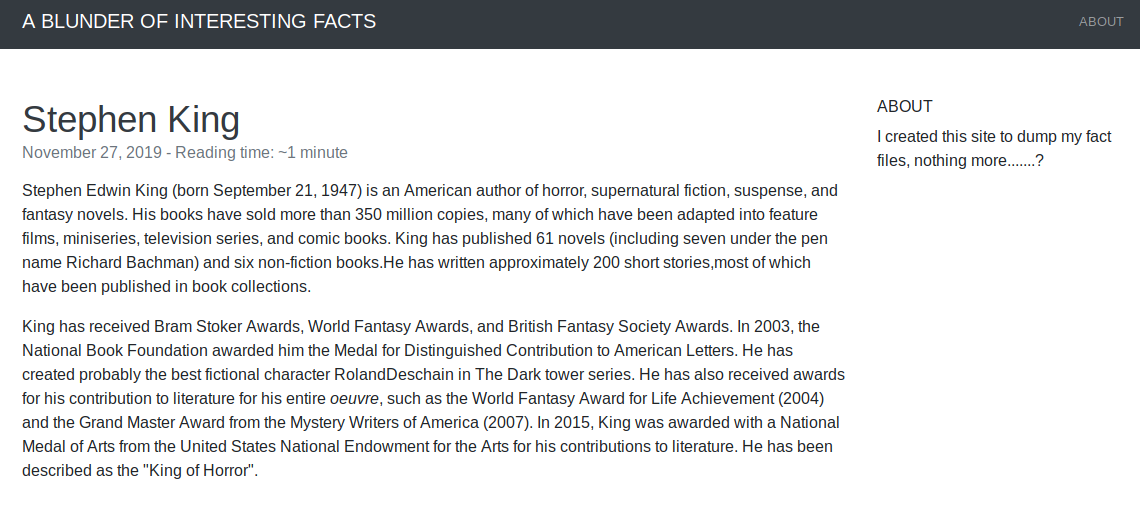 A BLUNDER OF INTERESTING FACTS
ABOUT
Stephen King
November 27, 2019 - Reading time: ~1 minute
Stephen Edwin King (born September 21, 1947) is an American author of horror, supernatural fiction, suspense, and
fantasy novels. His books have sold more than 350 million copies, many of which have been adapted into feature
films, miniseries, television series, and comic books. King has published 61 novels (including seven under the pen
name Richard Bachman) and six non-fiction books.He has written approximately 200 short stories,most of which
have been published in book collections.
King has received Bram Stoker Awards, World Fantasy Awards, and British Fantasy Society Awards. In 2003, the
National Book Foundation awarded him the Medal for Distinguished Contribution to American Letters. He has
created probably the best fictional character RolandDeschain in The Dark tower series. He has also received awards
for his contribution to literature for his entire oeuvre, such as the World Fantasy Award for Life Achievement (2004)
and the Grand Master Award from the Mystery Writers of America (2007). In 2015, King was awarded with a National
Medal of Arts from the United States National Endowment for the Arts for his contributions to literature. He has been
described as the "King of Horror".
ABOUT
I created this site to dump my fact
files, nothing more.......?